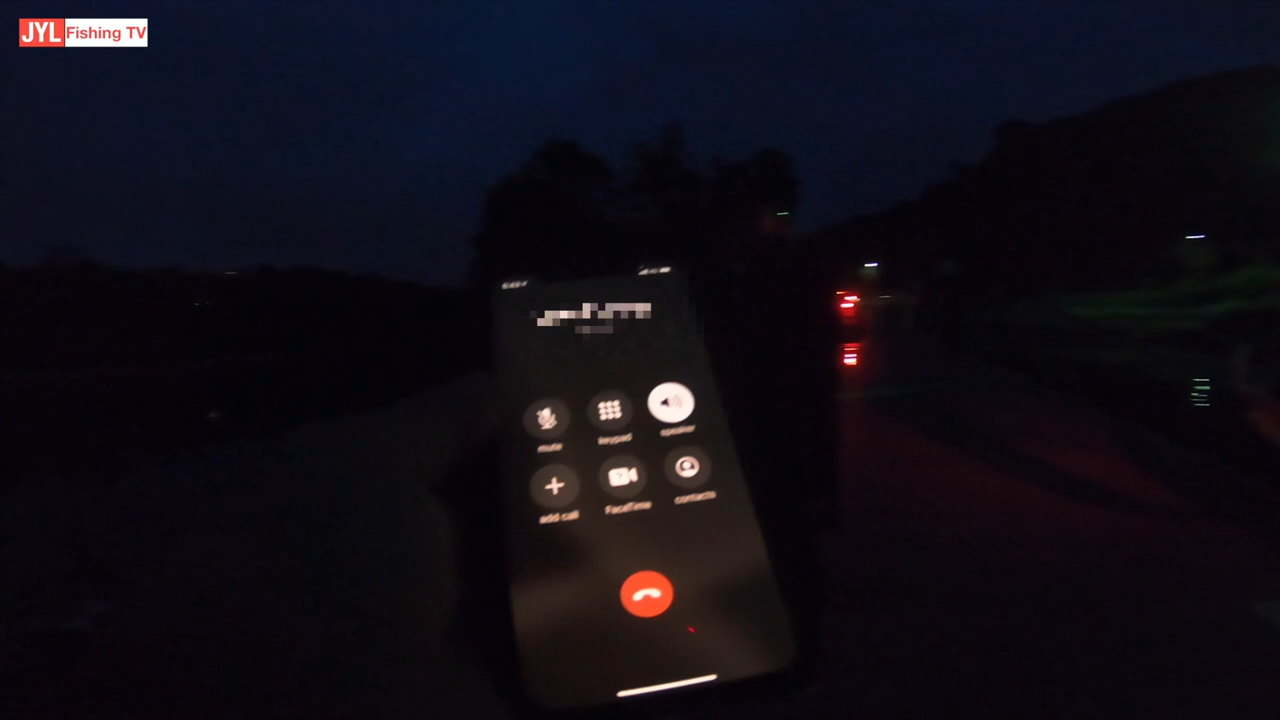 JYL Fishing TV
mute
keypad
speaker
add call
FaceTime
contacts